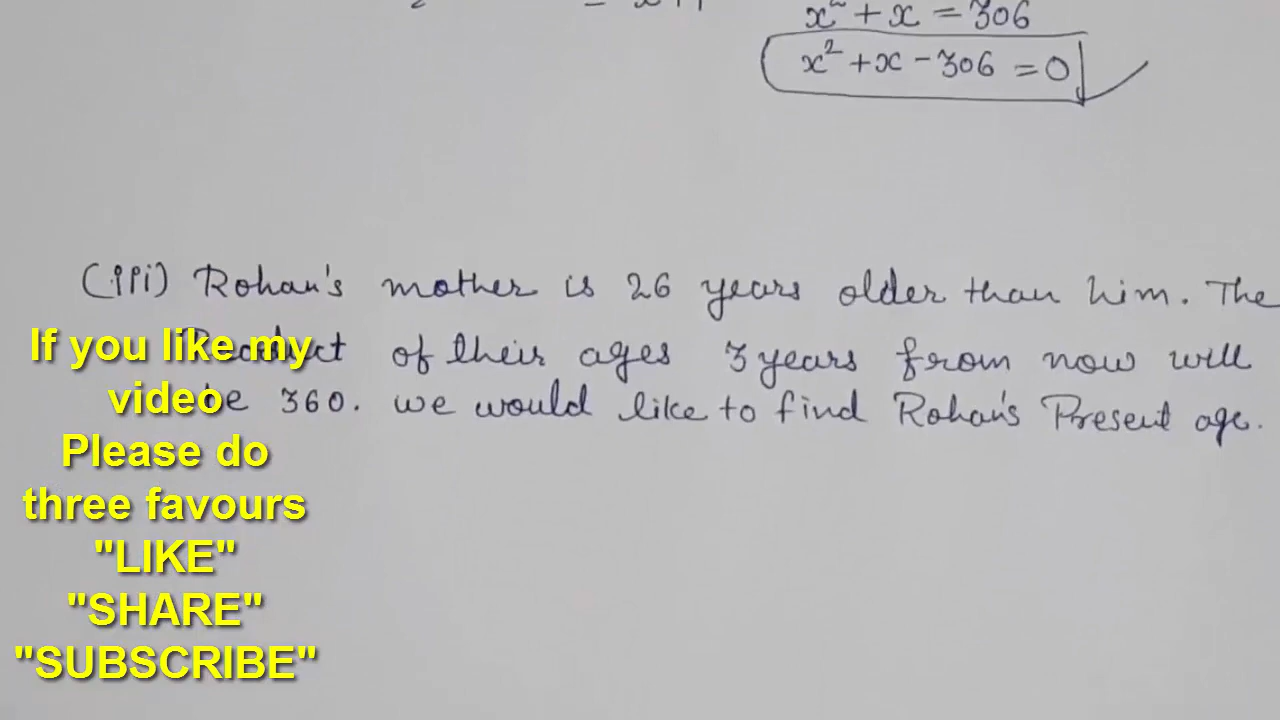 x² + x = 306
x² + x - 306 = 0
(iii) Rohan's mother is 26 years older than him. The
Product of their ages 3 years from now will
be 360. we would like to find Rohan's Present age.
If you like my
video
Please do
three favours
"LIKE"
"SHARE"
"SUBSCRIBE"